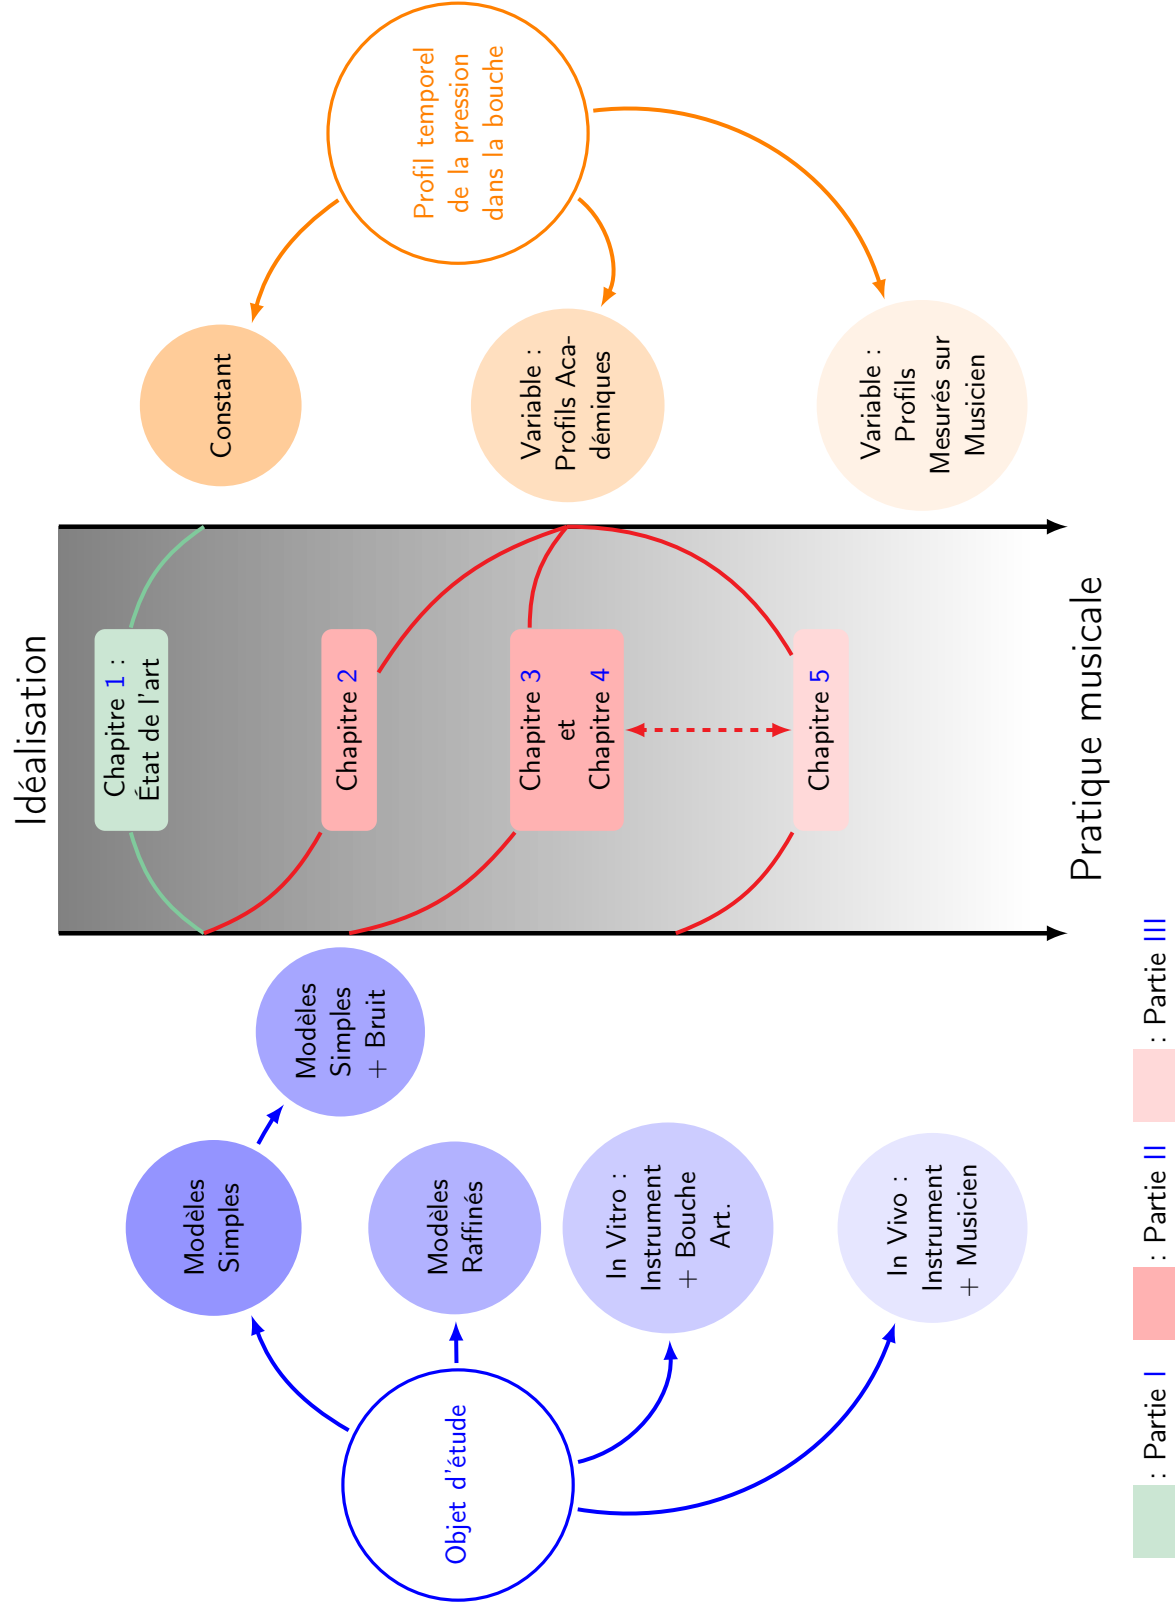 Idéalisation
Objet d'étude
Modèles
Simples
Modèles
Simples
+ Bruit
Modèles
Raffinés
In Vitro :
Instrument
+ Bouche
Art.
In Vivo :
Instrument
+ Musicien
Chapitre 1 :
État de l'art
Chapitre 2
Chapitre 3
et
Chapitre 4
Chapitre 5
Profil temporel
de la pression
dans la bouche
Constant
Variable :
Profils Aca-
démiques
Variable :
Profils
Mesurés sur
Musicien
Pratique musicale
: Partie I
: Partie II
: Partie III